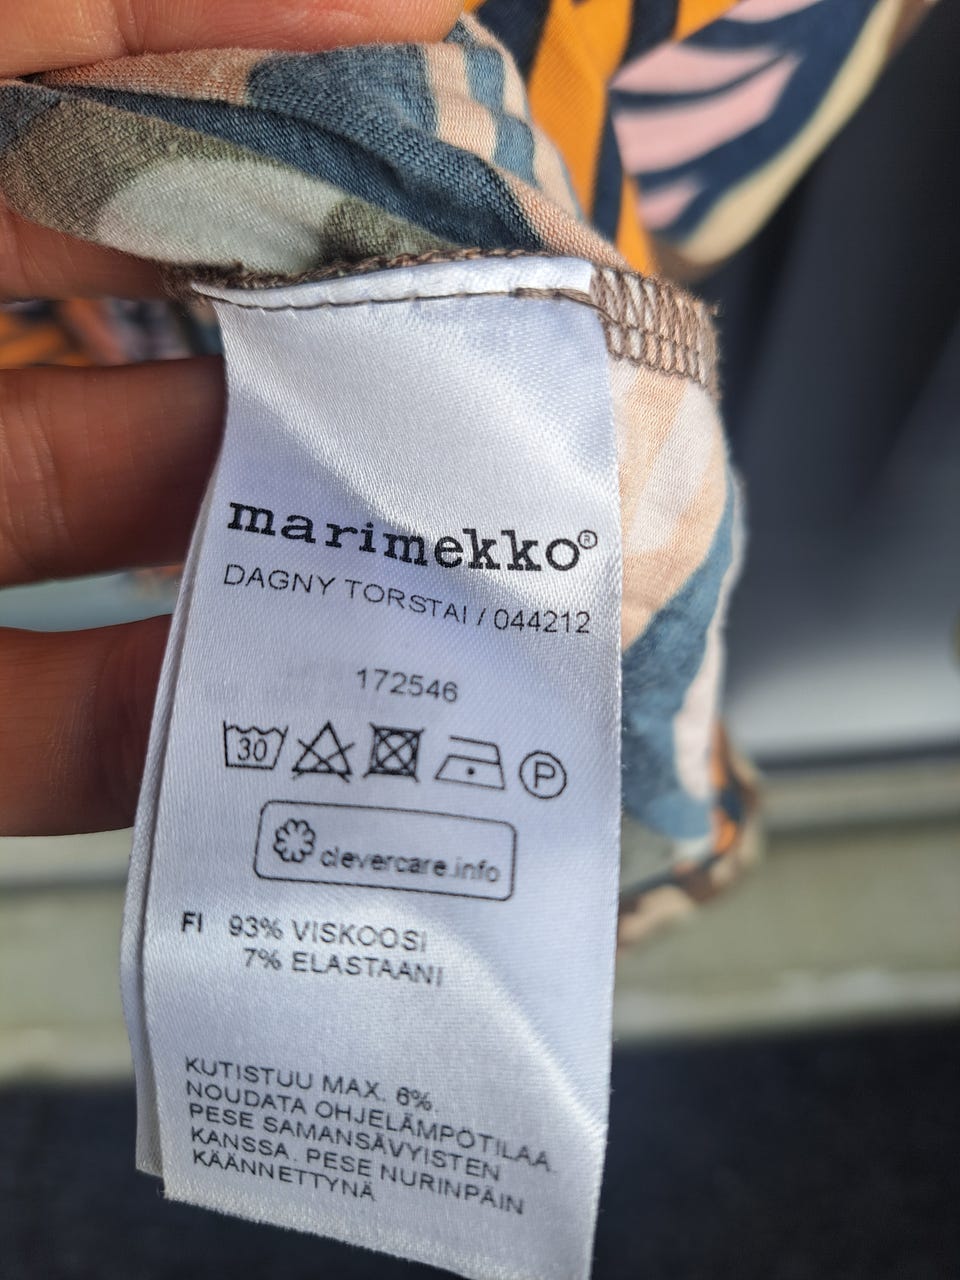 marimekko®
DAGNY TORSTAI / 044212
172546
30
P
clevercare.info
FI 93% VISKOOSI
7% ELASTAANI
KUTISTUU MAX. 6%.
NOUDATA OHJELÄMPÖTILAA.
PESE SAMANSÄVYISTEN
KANSSA. PESE NURINPÄIN
KÄÄNNETTYNÄ